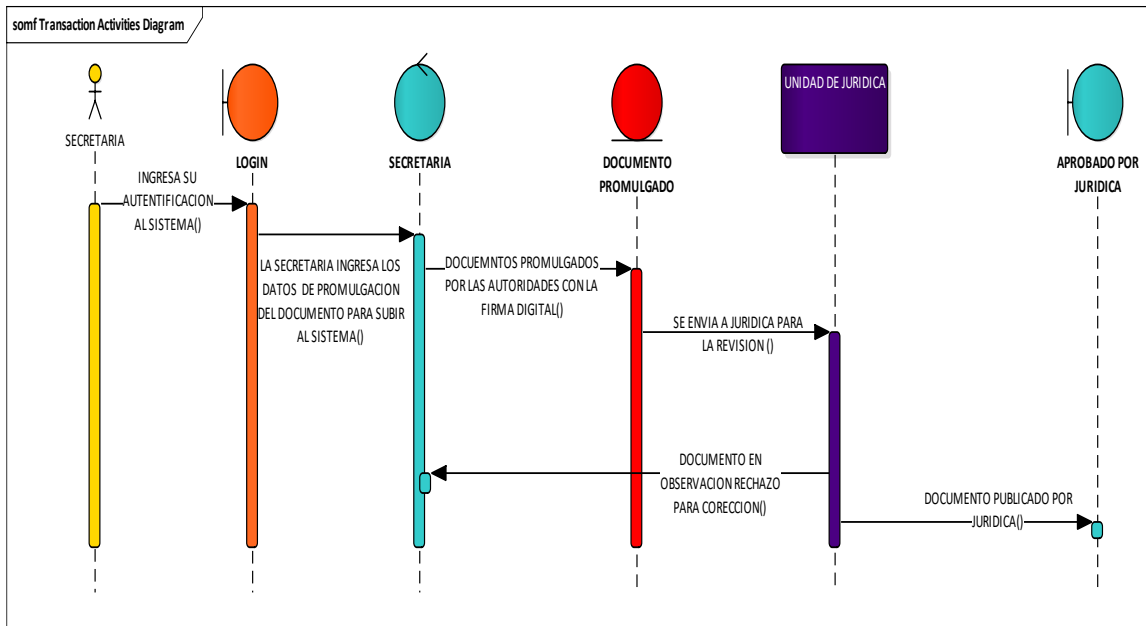 somf Transaction Activities Diagram
UNIDAD DE JURIDICA
SECRETARIA
LOGIN
SECRETARIA
DOCUMENTO
PROMULGADO
APROBADO POR
JURIDICA
INGRESA SU
AUTENTIFICACION
AL SISTEMA()
LA SECRETARIA INGRESA LOS
DATOS DE PROMULGACION
DEL DOCUMENTO PARA SUBIR
AL SISTEMA()
DOCUEMNTOS PROMULGADOS
POR LAS AUTORIDADES CON LA
FIRMA DIGITAL()
SE ENVIA A JURIDICA PARA
LA REVISION ()
DOCUMENTO EN
OBSERVACION RECHAZO
PARA CORECCION()
DOCUMENTO PUBLICADO POR
JURIDICA()